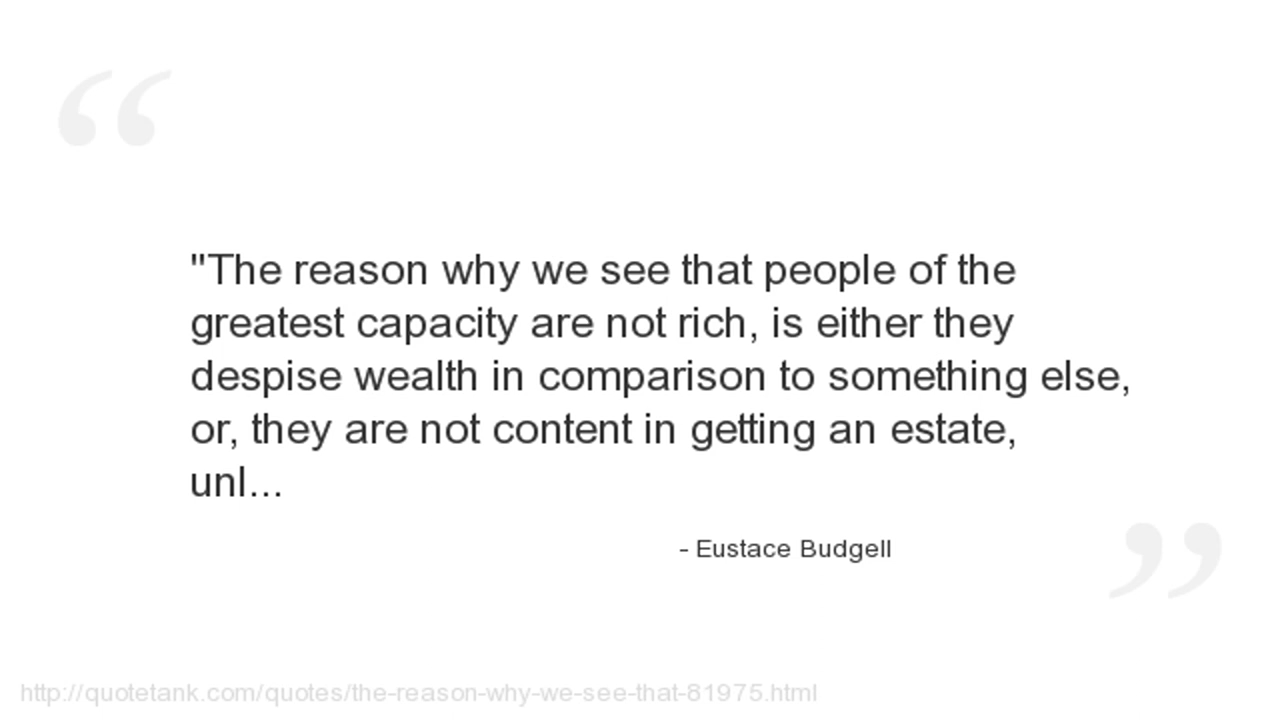 "The reason why we see that people of the
greatest capacity are not rich, is either they
despise wealth in comparison to something else,
or, they are not content in getting an estate,
unl...
- Eustace Budgell
http://quotetank.com/quotes/the-reason-why-we-see-that-81975.html